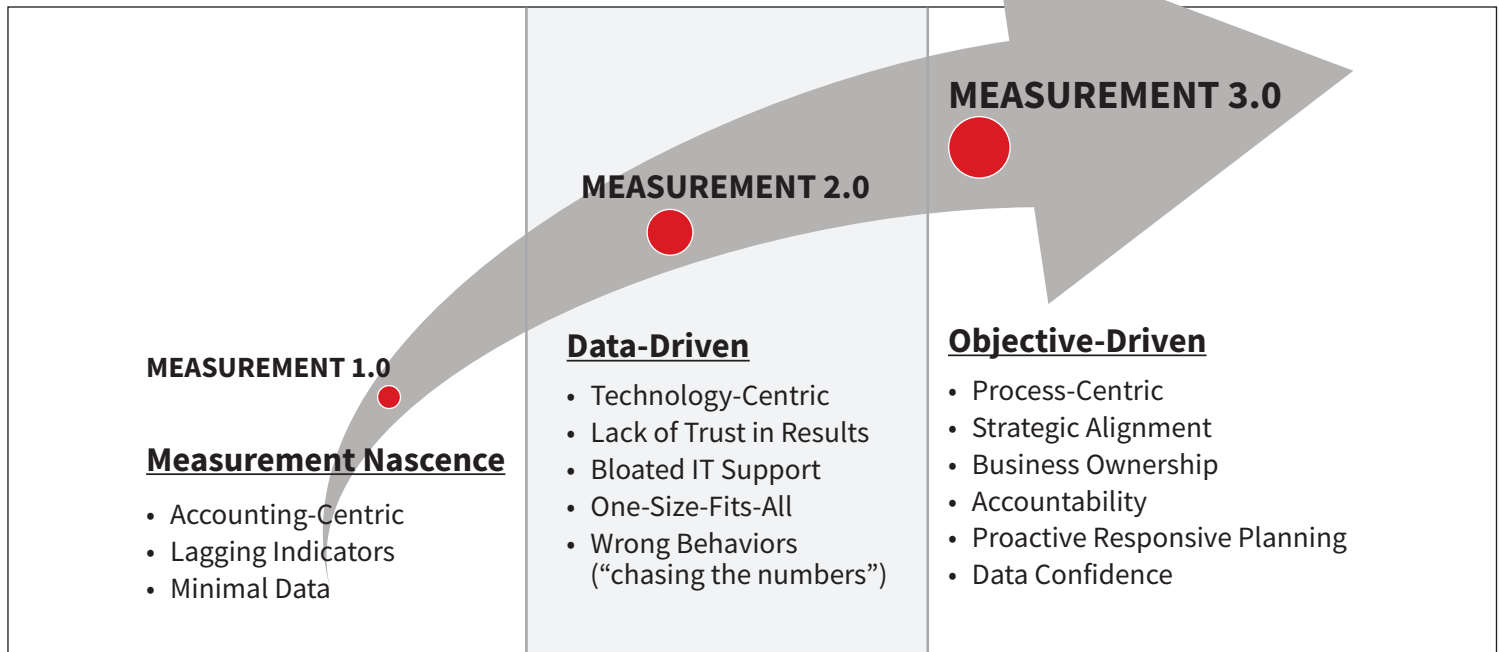 MEASUREMENT 1.0
Measurement Nascence
• Accounting-Centric
• Lagging Indicators
• Minimal Data
MEASUREMENT 2.0
Data-Driven
• Technology-Centric
• Lack of Trust in Results
• Bloated IT Support
• One-Size-Fits-All
• Wrong Behaviors
(“chasing the numbers”)
MEASUREMENT 3.0
Objective-Driven
• Process-Centric
• Strategic Alignment
• Business Ownership
• Accountability
• Proactive Responsive Planning
• Data Confidence